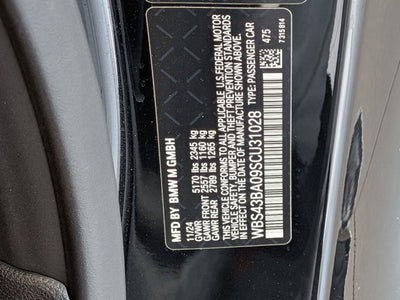 MFD BY BMW M GMBH
11/24
GVWR 5170 lbs 2345 kg
GAWR FRONT 2557 lbs 1160 kg
GAWR REAR 2789 lbs 1265 kg
THIS VEHICLE CONFORMS TO ALL APPLICABLE U.S. FEDERAL MOTOR
VEHICLE SAFETY, BUMPER AND THEFT PREVENTION STANDARDS
IN EFFECT ON THE DATE OF MANUFACTURE SHOWN ABOVE.
WBS43BA09SCU31028
TYPE: PASSENGER CAR
475
7315814